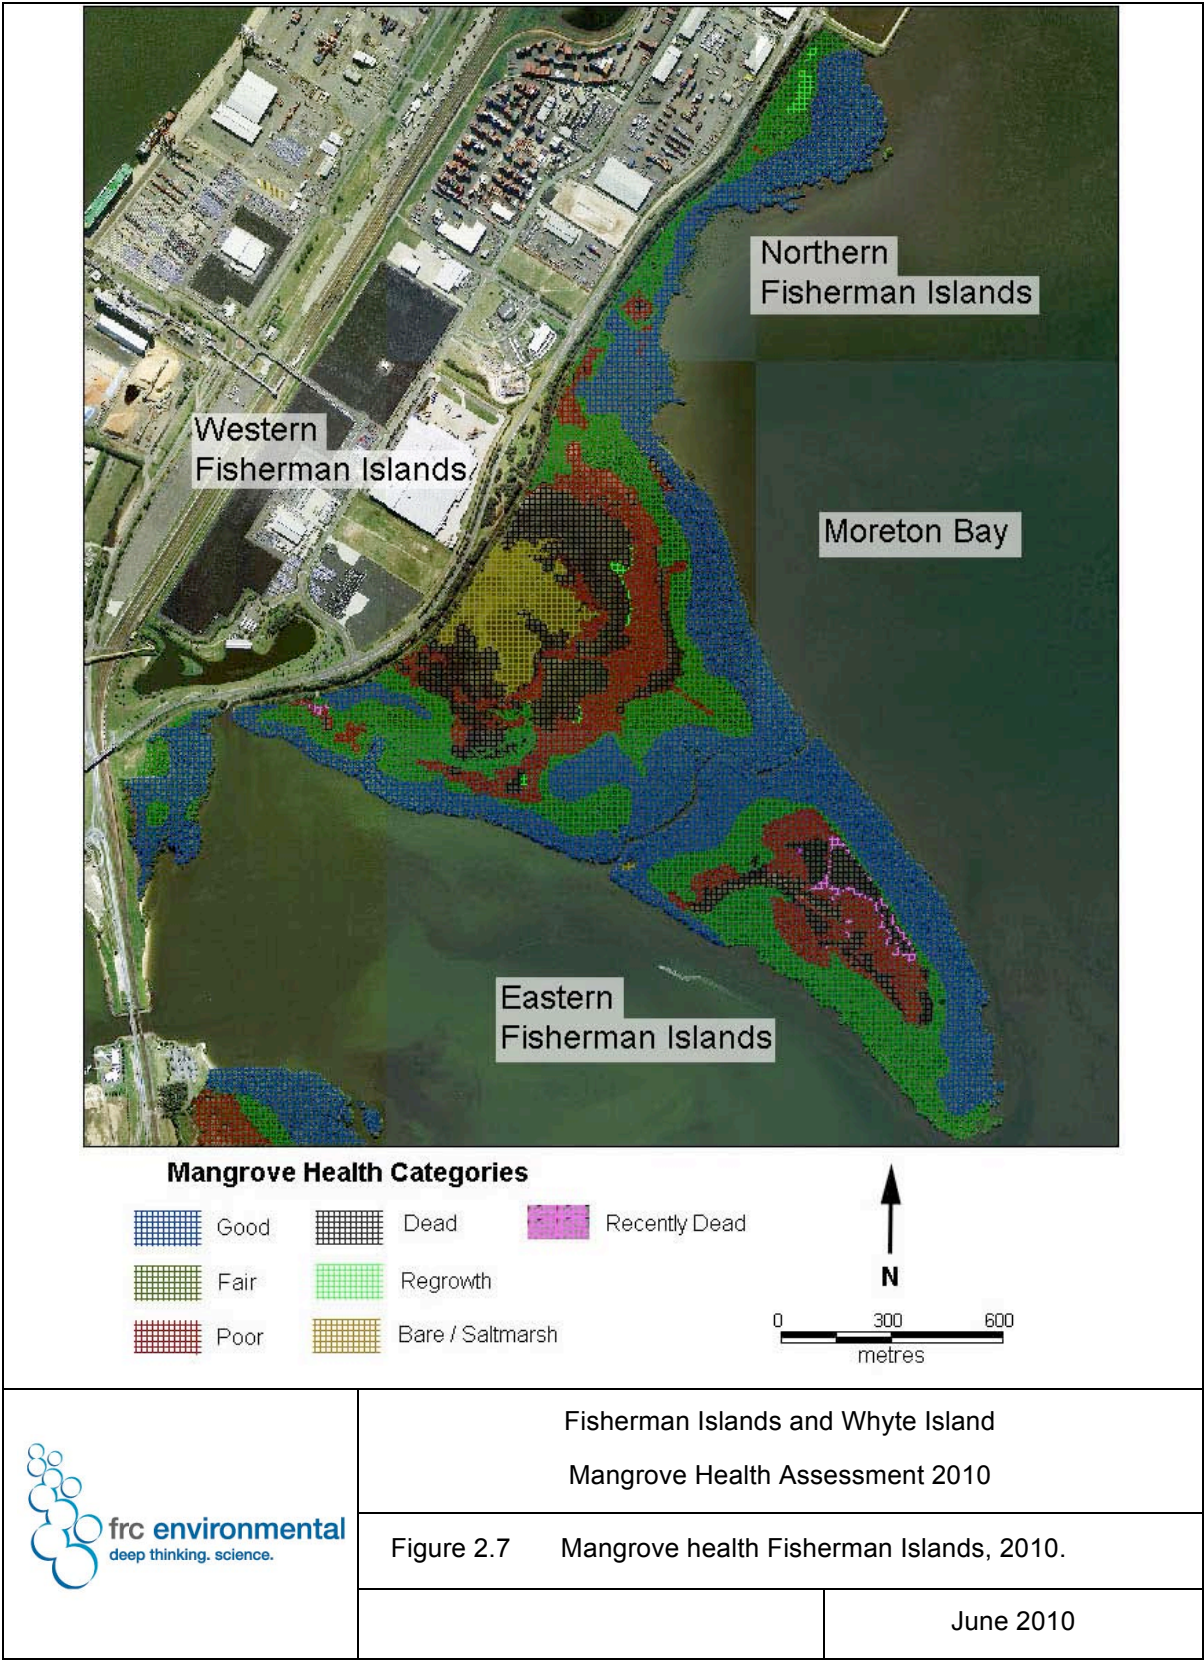 Northern
Fisherman Islands
Western
Fisherman Islands
Moreton Bay
Eastern
Fisherman Islands
Mangrove Health Categories
Good
Dead
Recently Dead
Fair
Regrowth
Poor
Bare / Saltmarsh
N
0 300 600
metres
frc environmental
deep thinking. science.
Fisherman Islands and Whyte Island
Mangrove Health Assessment 2010
Figure 2.7 Mangrove health Fisherman Islands, 2010.
June 2010